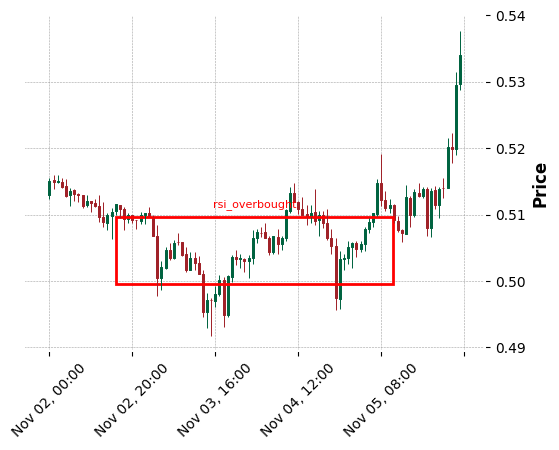 0.54
0.53
0.52
rsi_overbought
0.51
0.50
0.49
Price
Nov 02, 00:00
Nov 02, 20:00
Nov 03, 16:00
Nov 04, 12:00
Nov 05, 08:00